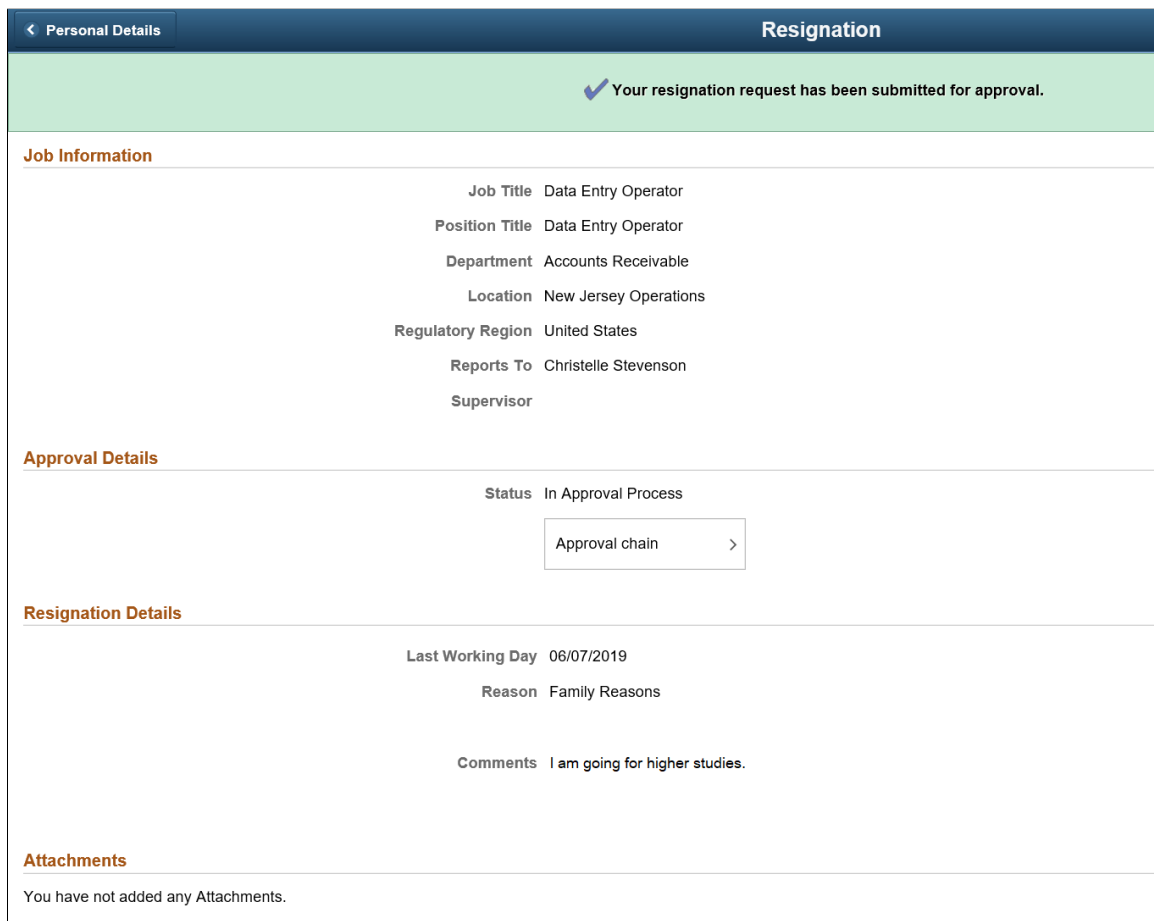 Personal Details
Resignation
Your resignation request has been submitted for approval.
Job Information
Job Title Data Entry Operator
Position Title Data Entry Operator
Department Accounts Receivable
Location New Jersey Operations
Regulatory Region United States
Reports To Christelle Stevenson
Supervisor
Approval Details
Status In Approval Process
Approval chain
Resignation Details
Last Working Day 06/07/2019
Reason Family Reasons
Comments I am going for higher studies.
Attachments
You have not added any Attachments.